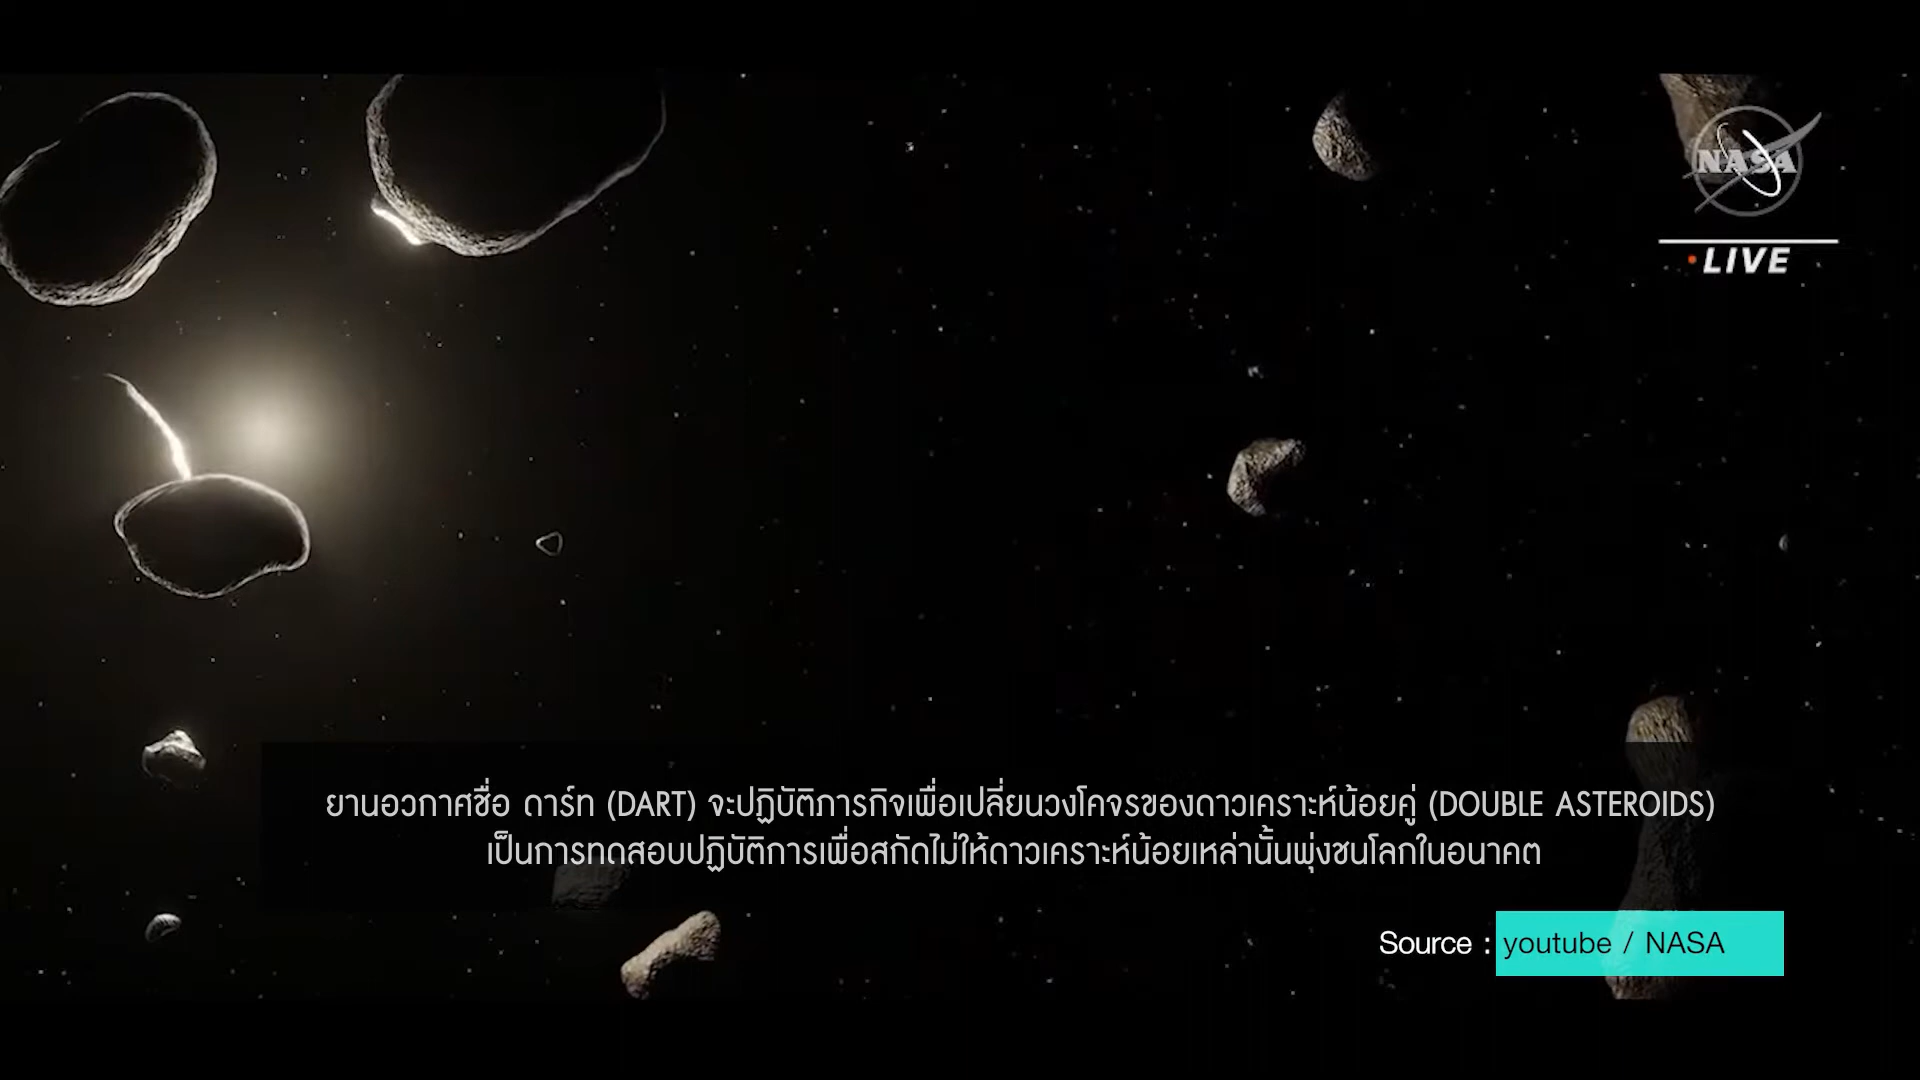 NASA
LIVE
ยานอวกาศชื่อ ดาร์ท (DART) จะปฏิบัติภารกิจเพื่อเปลี่ยนวงโคจรของดาวเคราะห์น้อยคู่ (DOUBLE ASTEROIDS)
เป็นการทดสอบปฏิบัติการเพื่อสกัดไม่ให้ดาวเคราะห์น้อยเหล่านั้นพุ่งชนโลกในอนาคต
Source : youtube / NASA